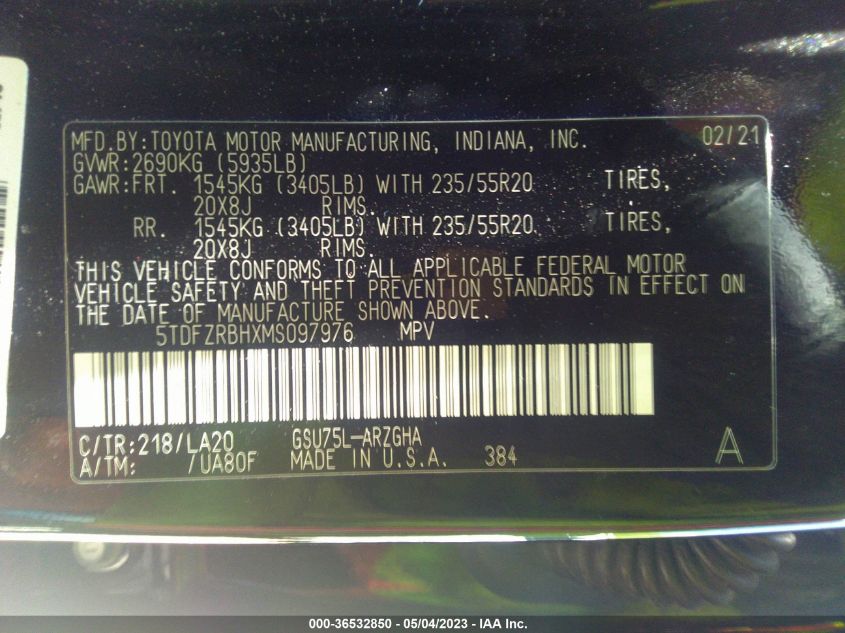 MFD.BY:TOYOTA MOTOR MANUFACTURING, INDIANA, INC. 02/21
GVWR:2690KG (5935LB)
GAWR:FRT. 1545KG (3405LB) WITH 235/55R20 TIRES,
20X8J RIMS.
RR. 1545KG (3405LB) WITH 235/55R20 TIRES,
20X8J RIMS.
THIS VEHICLE CONFORMS TO ALL APPLICABLE FEDERAL MOTOR
VEHICLE SAFETY AND THEFT PREVENTION STANDARDS IN EFFECT ON
THE DATE OF MANUFACTURE SHOWN ABOVE.
5TDFZRBHXMS097976 MPV
C/TR:218/LA20 GSU75L-ARZGHA
A/TM: /UA80F MADE IN U.S.A. 384 A
000-36532850 / 05/04/2023 - IAA Inc.